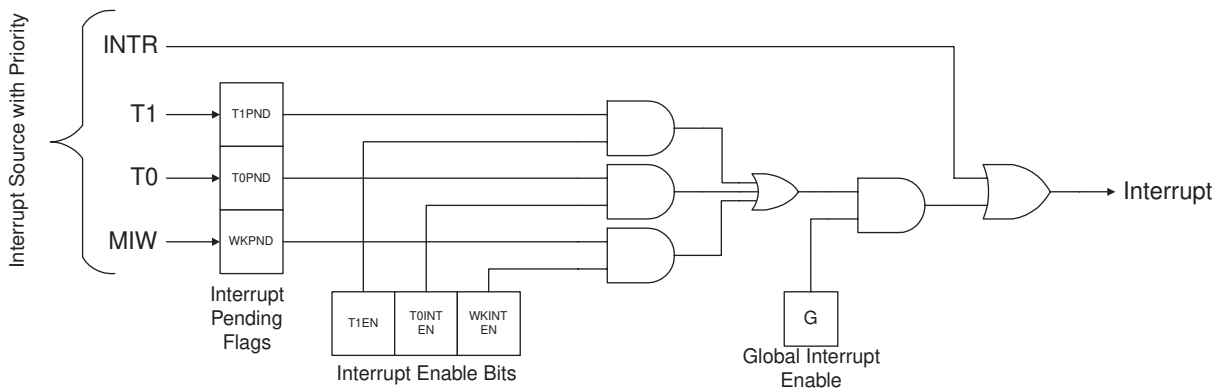 Interrupt Source with Priority
INTR
T1
T0
MIW
T1PND
T0PND
WKPND
Interrupt
Pending
Flags
T1EN
T0INT
EN
WKINT
EN
Interrupt Enable Bits
G
Global Interrupt
Enable
Interrupt